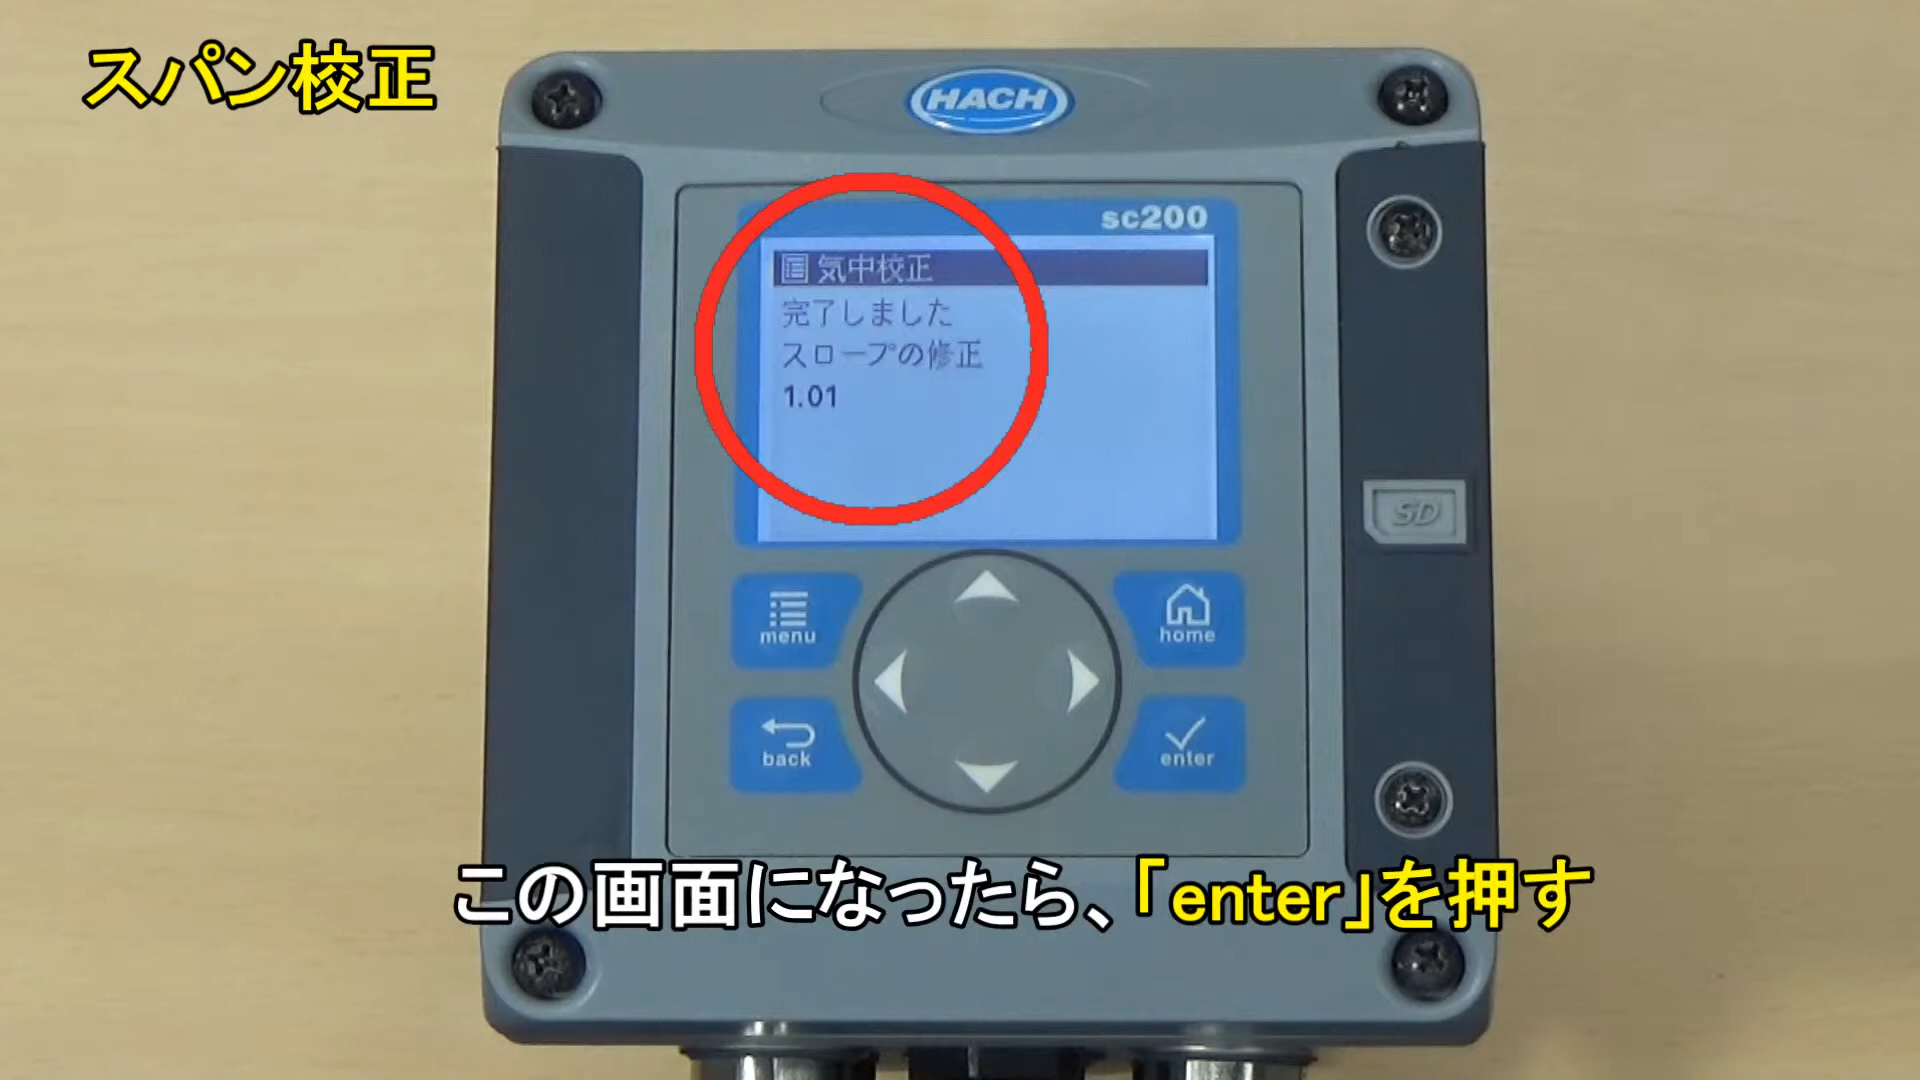 スパン校正
HACH
sc200
気中校正
完了しました
スロープの修正
1.01
SD
menu
home
back
enter
この画面になったら、「enter」を押す